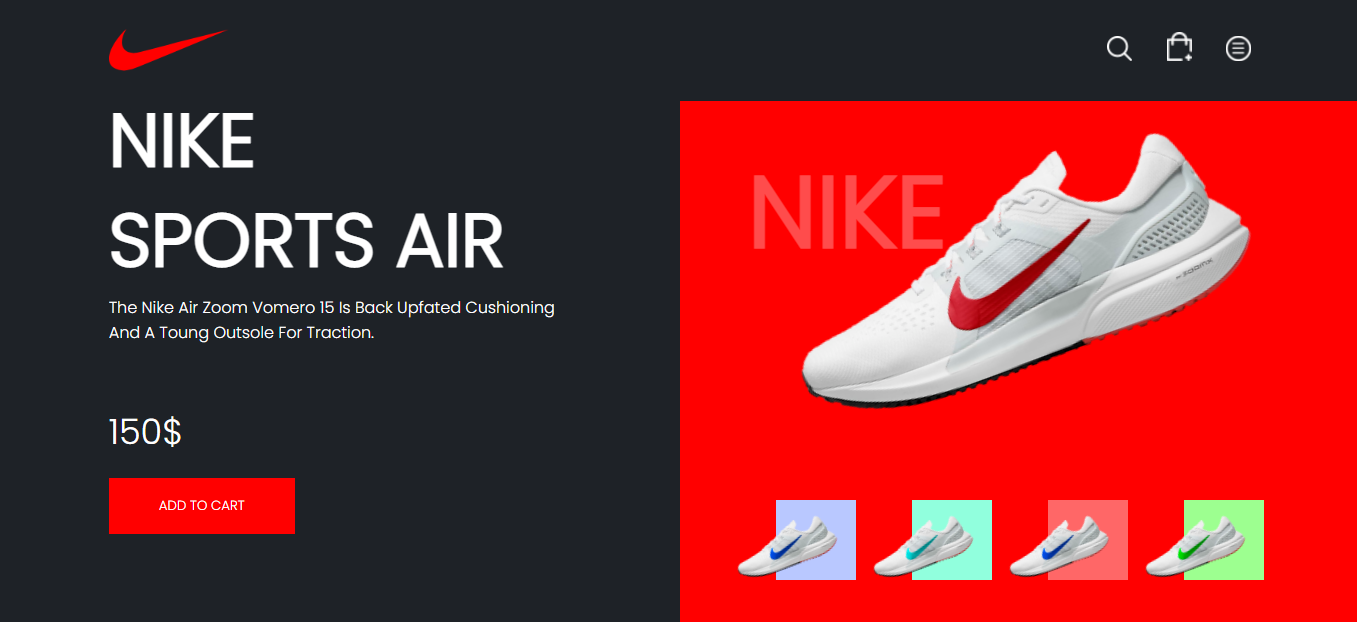 NIKE
SPORTS AIR
The Nike Air Zoom Vomero 15 Is Back Upfated Cushioning
And A Toung Outsole For Traction.
150$
ADD TO CART
NIKE